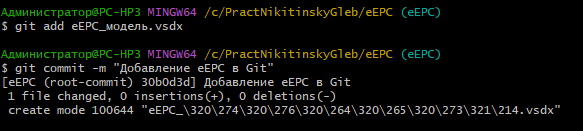 Администратор@PC-HP3 MINGW64 /c/PractNikitinskyGleb/eEPC (eEPC)
$ git add eEPC_модель.vsdx
Администратор@PC-HP3 MINGW64 /c/PractNikitinskyGleb/eEPC (eEPC)
$ git commit -m "Добавление eEPC в Git"
[eEPC (root-commit) 30b0d3d] Добавление eEPC в Git
 1 file changed, 0 insertions(+), 0 deletions(-)
 create mode 100644 "eEPC_\320\274\320\276\320\264\320\265\320\273\321\214.vsdx"